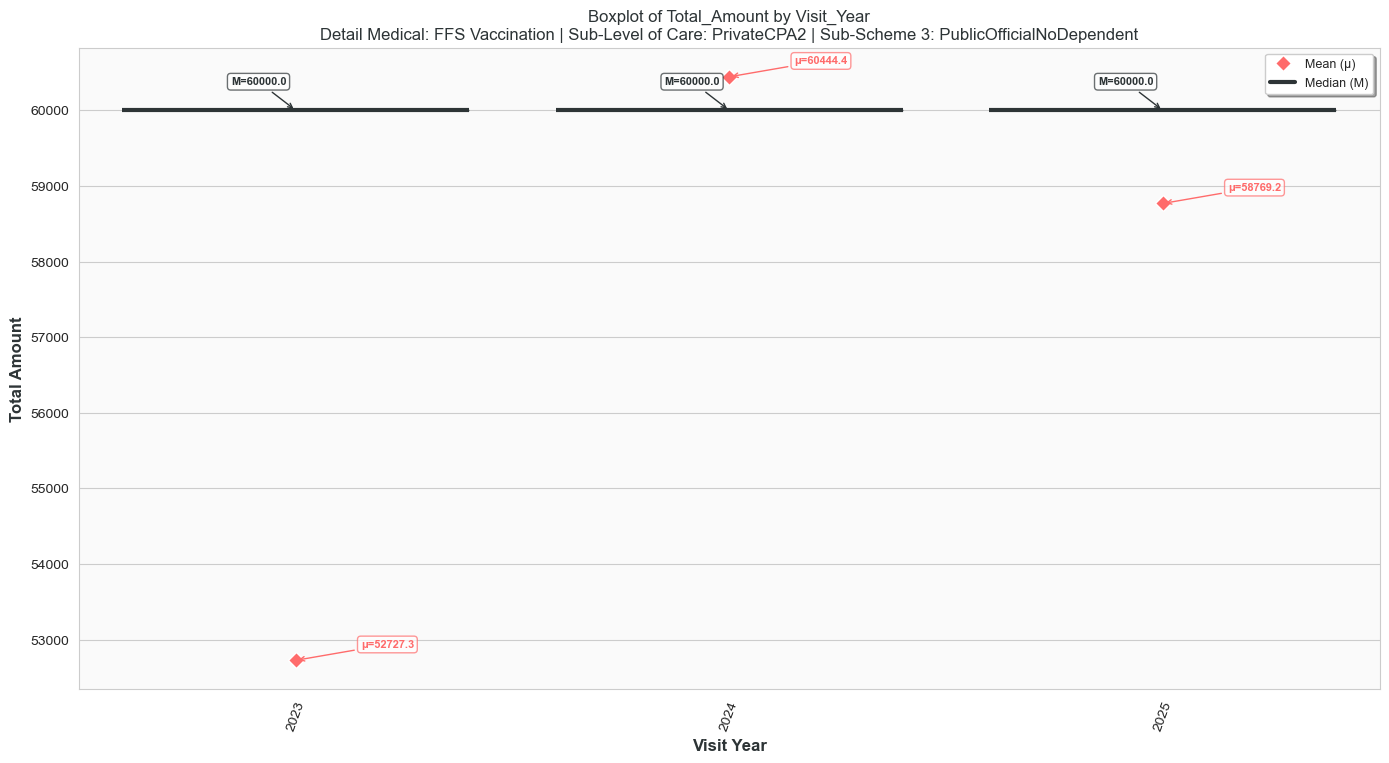 Boxplot of Total_Amount by Visit_Year
Detail Medical: FFS Vaccination | Sub-Level of Care: PrivateCPA2 | Sub-Scheme 3: PublicOfficialNoDependent
μ=60444.4
Mean (μ)
Median (M)
M=60000.0
M=60000.0
M=60000.0
60000
59000
μ=58769.2
58000
57000
56000
55000
54000
53000
μ=52727.3
Total Amount
2023
2024
2025
Visit Year